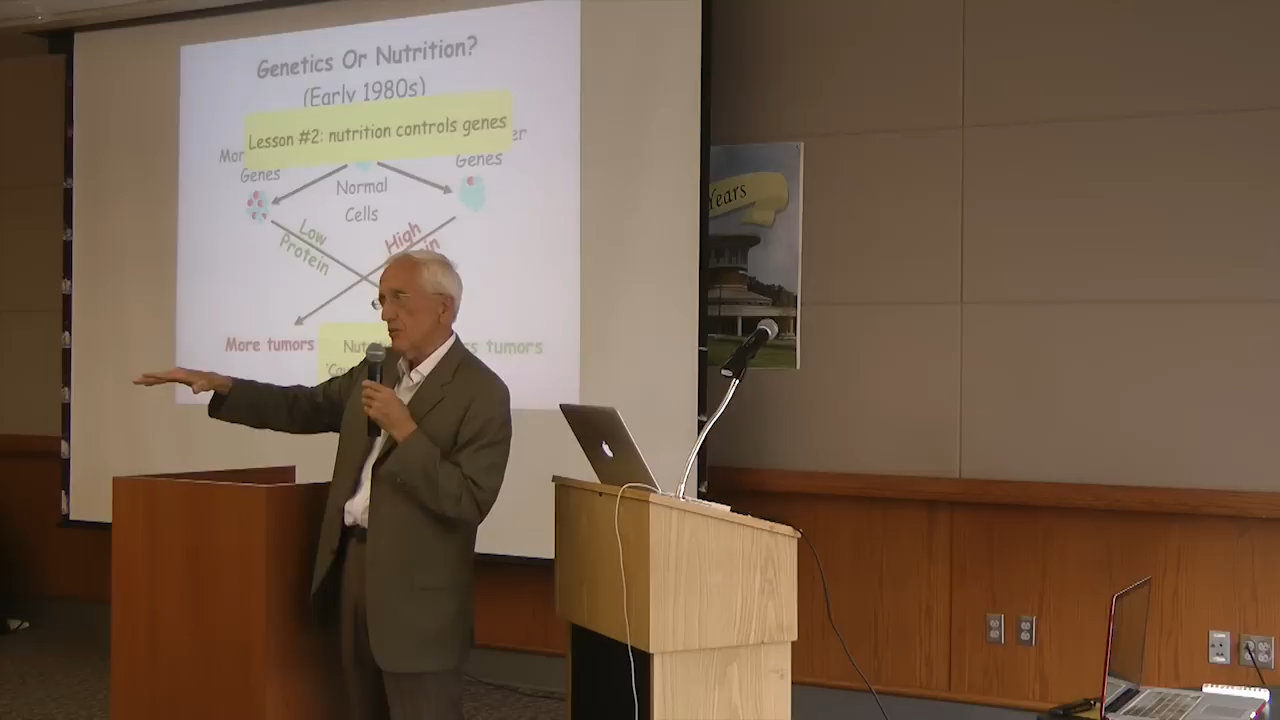 Genetics Or Nutrition?
(Early 1980s)
Lesson #2: nutrition controls genes
Genes
Genes
Normal
Cells
Low
Protein
High
More tumors
tumors
Years